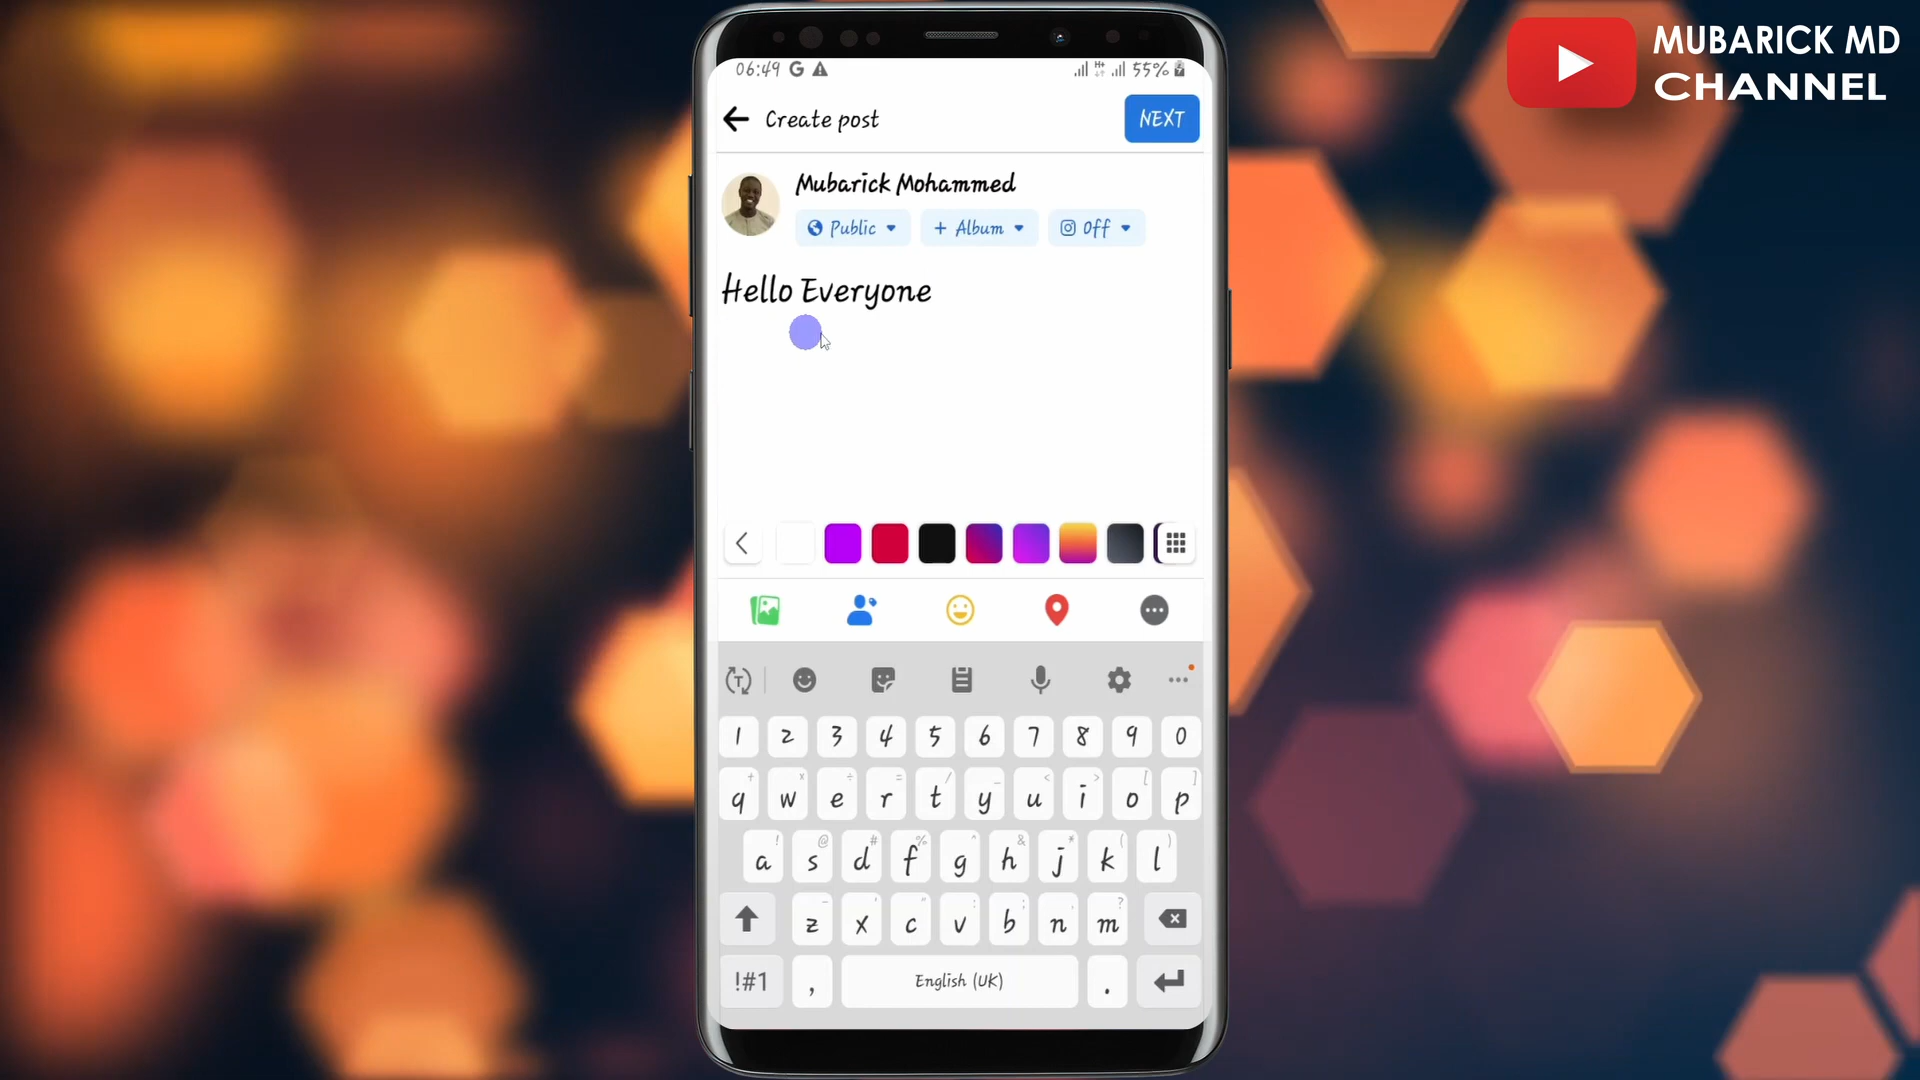 MUBARICK MD
CHANNEL
06:49 G
H+ 55%
Create post
NEXT
Mubarick Mohammed
Public
+ Album
Off
Hello Everyone
T
1 2 3 4 5 6 7 8 9 0
+ × ÷ = / _ < > [ ]
q w e r t y u i o p
! @ # % ^ & * ( )
a s d f g h j k l
- ' " : ; , ?
z x c v b n m
!#1 , English (UK) .